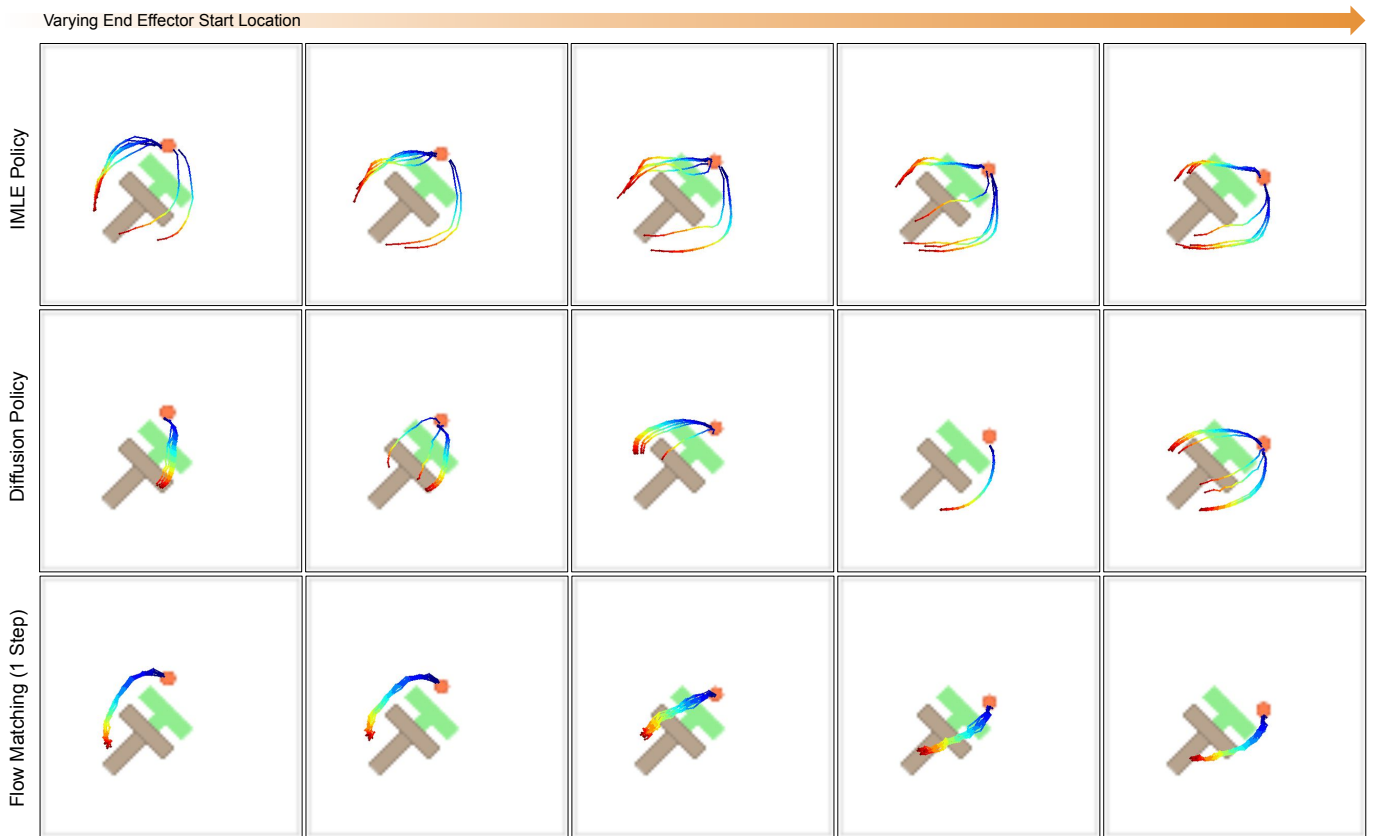 Varying End Effector Start Location
IMLE Policy
Diffusion Policy
Flow Matching (1 Step)